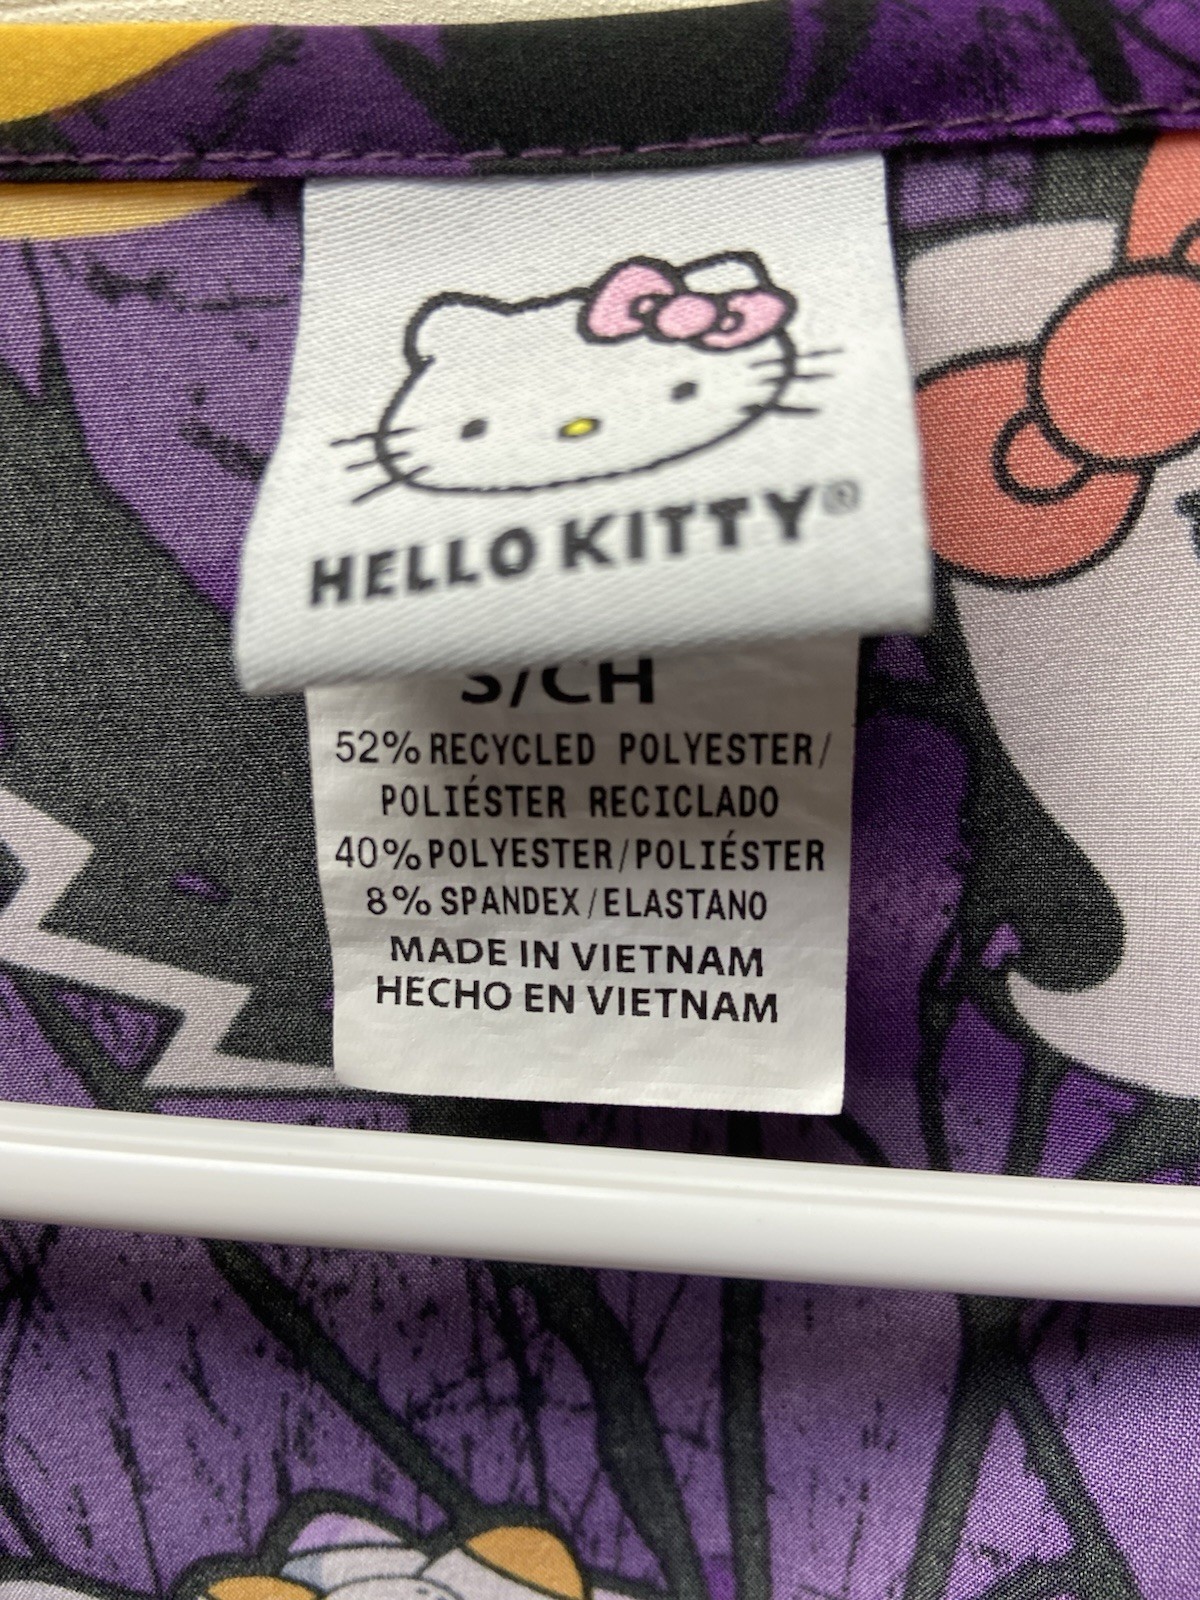 HELLO KITTY®
S/CH
52% RECYCLED POLYESTER/
POLIÉSTER RECICLADO
40% POLYESTER/POLIÉSTER
8% SPANDEX/ELASTANO
MADE IN VIETNAM
HECHO EN VIETNAM